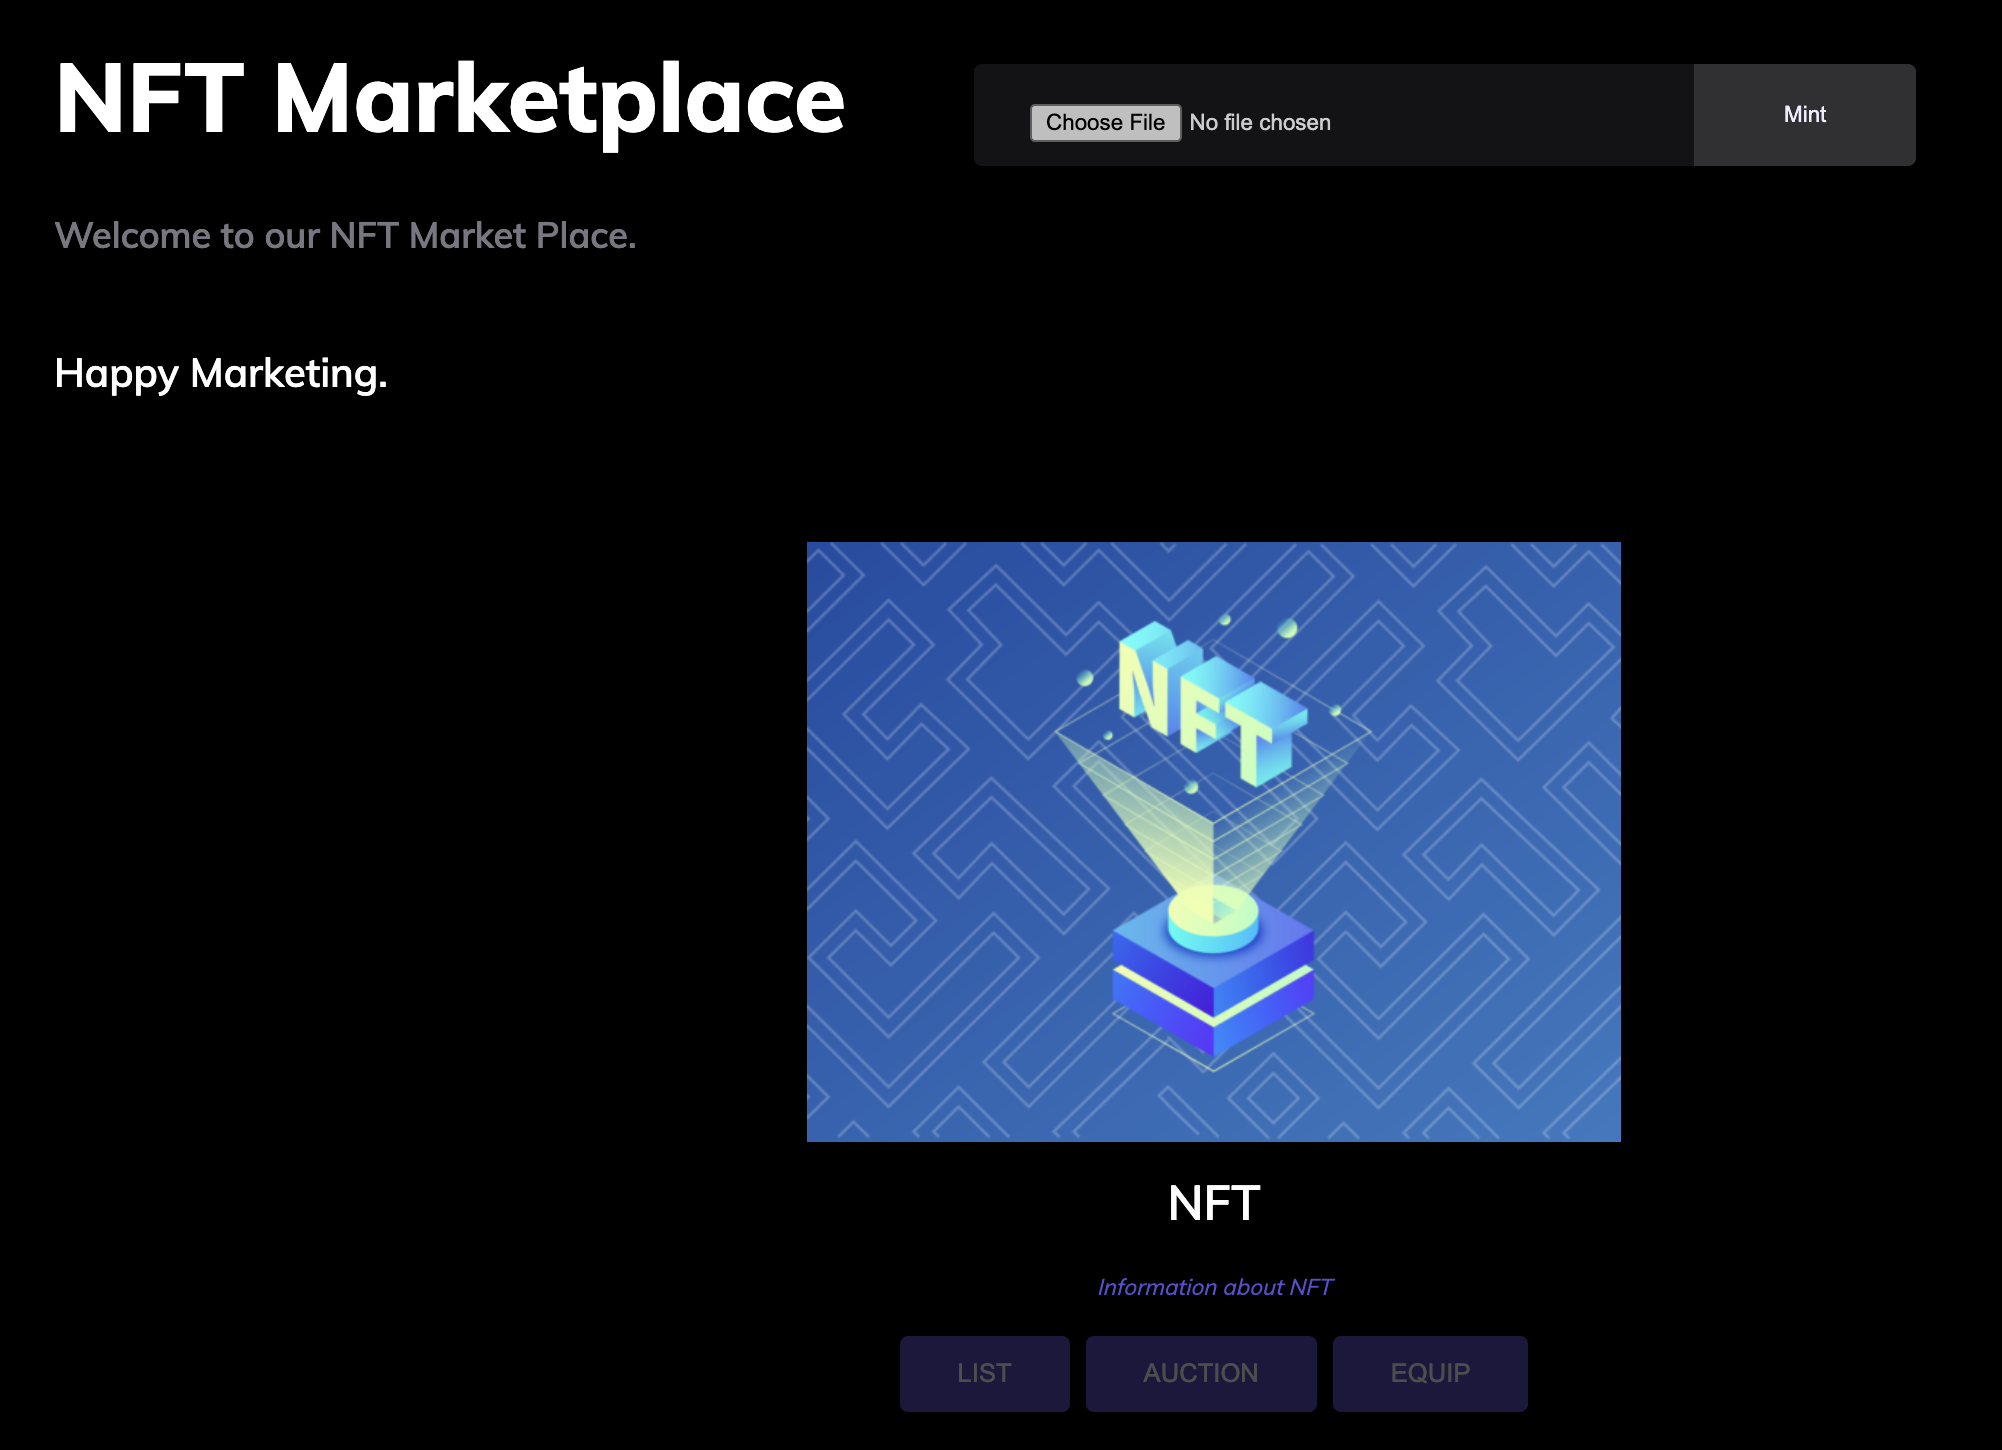 NFT Marketplace
Choose File No file chosen
Mint
Welcome to our NFT Market Place.
Happy Marketing.
NFT
NFT
Information about NFT
LIST
AUCTION
EQUIP